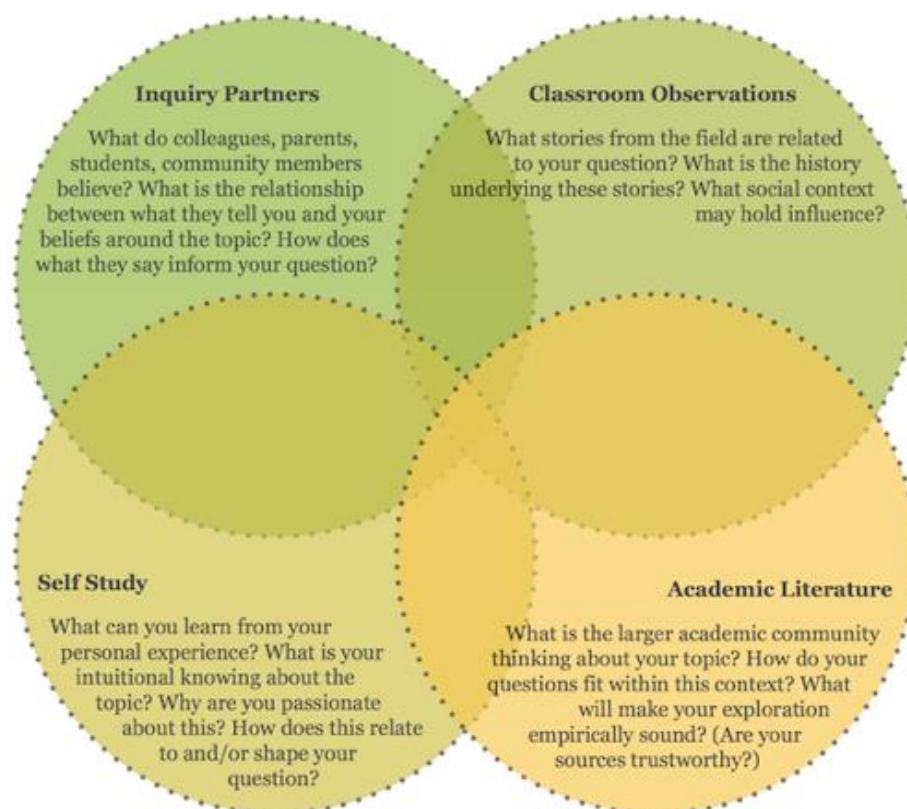 Inquiry Partners
What do colleagues, parents,
students, community members
believe? What is the relationship
between what they tell you and your
beliefs around the topic? How does
what they say inform your question?
Classroom Observations
What stories from the field are related
to your question? What is the history
underlying these stories? What social context
may hold influence?
Self Study
What can you learn from your
personal experience? What is your
intuitional knowing about the
topic? Why are you passionate
about this? How does this relate
to and/or shape your
question?
Academic Literature
What is the larger academic community
thinking about your topic? How do your
questions fit within this context? What
will make your exploration
empirically sound? (Are your
sources trustworthy?)